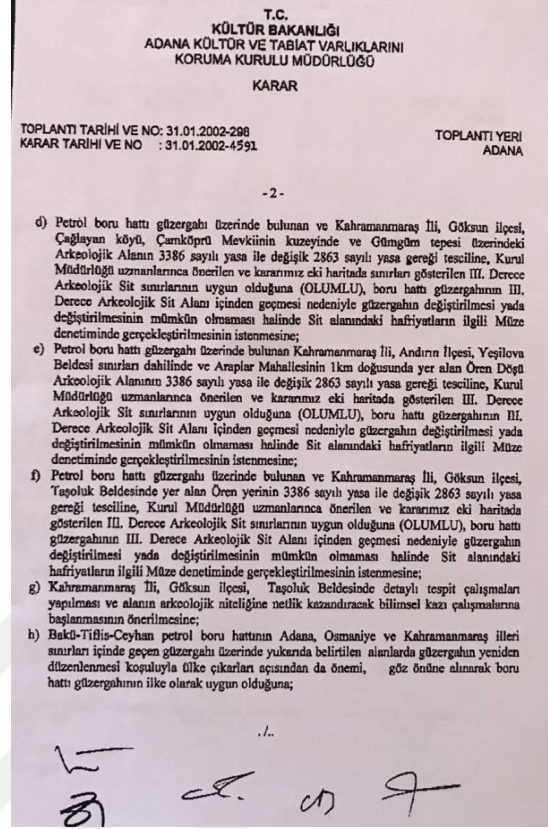 T.C.
KÜLTÜR BAKANLIĞI
ADANA KÜLTÜR VE TABİAT VARLIKLARINI
KORUMA KURULU MÜDÜRLÜĞÜ
KARAR
TOPLANTI TARİHİ VE NO: 31.01.2002-298
KARAR TARİHİ VE NO : 31.01.2002-4591
TOPLANTI YERİ
ADANA
- 2 -
d) Petrol boru hattı güzergahı üzerinde bulunan ve Kahramanmaraş İli, Göksun ilçesi,
Çağlayan köyü, Çamköprü Mevkiinin kuzeyinde ve Gümgüm tepesi üzerindeki
Arkeolojik Alanın 3386 sayılı yasa ile değişik 2863 sayılı yasa gereği tesciline, Kurul
Müdürlüğü uzmanlarınca önerilen ve kararımız eki haritada sınırları gösterilen III. Derece
Arkeolojik Sit sınırlarının uygun olduğuna (OLUMLU), boru hattı güzergahının III.
Derece Arkeolojik Sit Alanı içinden geçmesi nedeniyle güzergahın değiştirilmesi yada
değiştirilmesinin mümkün olmaması halinde Sit alanındaki hafriyatların ilgili Müze
denetiminde gerçekleştirilmesinin istenmesine;
e) Petrol boru hattı güzergahı üzerinde bulunan Kahramanmaraş İli, Andırın İlçesi, Yeşilova
Beldesi sınırları dahilinde ve Araplar Mahallesinin 1km doğusunda yer alan Ören Döşü
Arkeolojik Alanının 3386 sayılı yasa ile değişik 2863 sayılı yasa gereği tesciline, Kurul
Müdürlüğü uzmanlarınca önerilen ve kararımız eki haritada gösterilen III. Derece
Arkeolojik Sit sınırlarının uygun olduğuna (OLUMLU), boru hattı güzergahının III.
Derece Arkeolojik Sit Alanı içinden geçmesi nedeniyle güzergahın değiştirilmesi yada
değiştirilmesinin mümkün olmaması halinde Sit alanındaki hafriyatların ilgili Müze
denetiminde gerçekleştirilmesinin istenmesine;
f) Petrol boru hattı güzergahı üzerinde bulunan ve Kahramanmaraş İli, Göksun ilçesi,
Taşoluk Beldesinde yer alan Ören yerinin 3386 sayılı yasa ile değişik 2863 sayılı yasa
gereği tesciline, Kurul Müdürlüğü uzmanlarınca önerilen ve kararımız eki haritada
gösterilen III. Derece Arkeolojik Sit sınırlarının uygun olduğuna (OLUMLU), boru hattı
güzergahının III. Derece Arkeolojik Sit Alanı içinden geçmesi nedeniyle güzergahın
değiştirilmesi yada değiştirilmesinin mümkün olmaması halinde Sit alanındaki
hafriyatların ilgili Müze denetiminde gerçekleştirilmesinin istenmesine;
g) Kahramanmaraş İli, Göksun ilçesi, Taşoluk Beldesinde detaylı tespit çalışmaları
yapılması ve alanın arkeolojik niteliğine netlik kazandıracak bilimsel kazı çalışmalarına
başlanmasının önerilmesine;
h) Bakü-Tiflis-Ceyhan petrol boru hattının Adana, Osmaniye ve Kahramanmaraş illeri
sınırları içinde geçen güzergahı üzerinde yukarıda belirtilen alanlarda güzergahın yeniden
düzenlenmesi koşuluyla ülke çıkarları açısından da önemi, göz önüne alınarak boru
hattı güzergahının ilke olarak uygun olduğuna;
./..